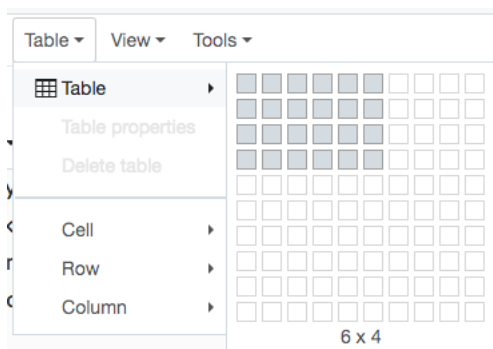 Table View Tools
Table
Table properties
Delete table
Cell
Row
Column
6 x 4